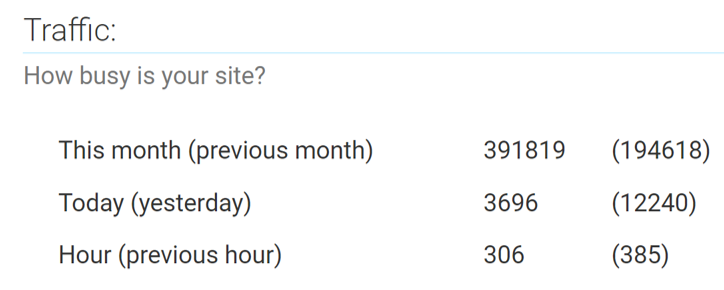 Traffic:
How busy is your site?
This month (previous month) 391819 (194618)
Today (yesterday) 3696 (12240)
Hour (previous hour) 306 (385)